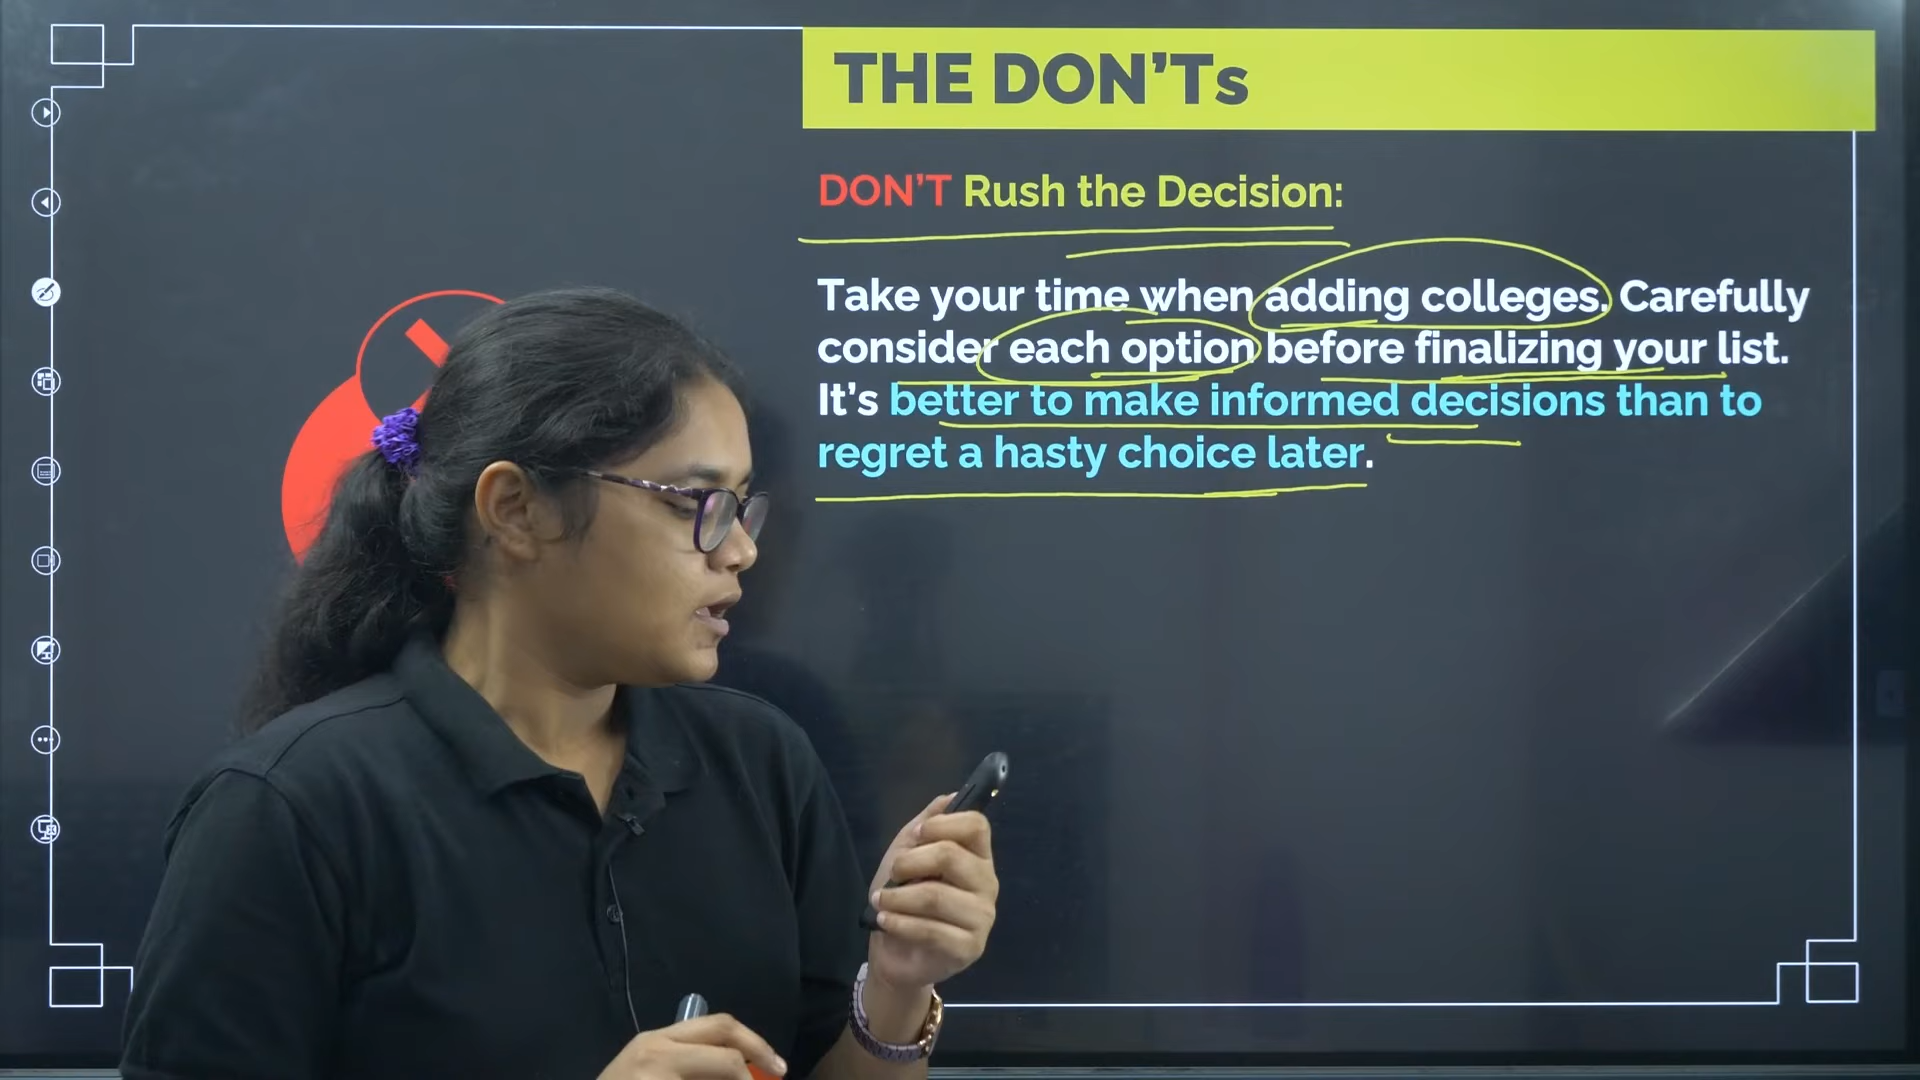 THE DON’Ts
DON’T Rush the Decision:
Take your time when adding colleges. Carefully
consider each option before finalizing your list.
It’s better to make informed decisions than to
regret a hasty choice later.